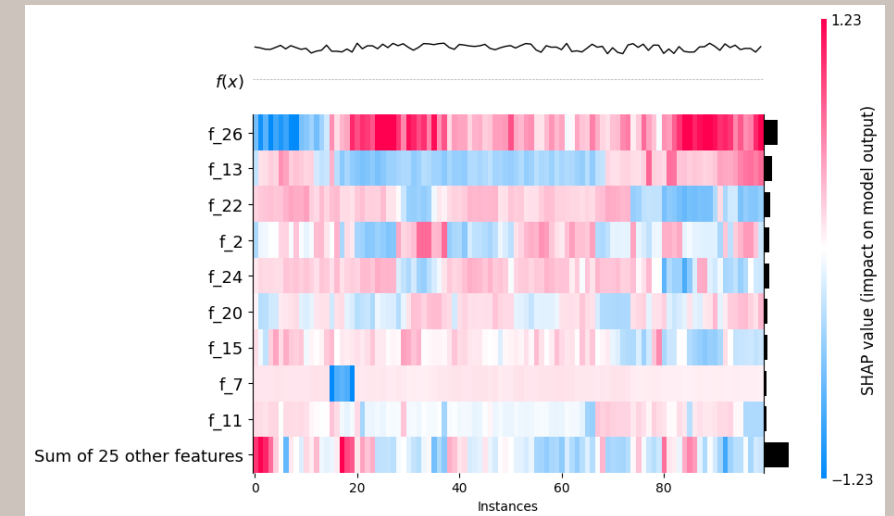 1.23
f(x)
f_26
f_13
f_22
f_2
f_24
f_20
f_15
f_7
f_11
Sum of 25 other features
0 20 40 60 80
Instances
SHAP value (impact on model output)
−1.23